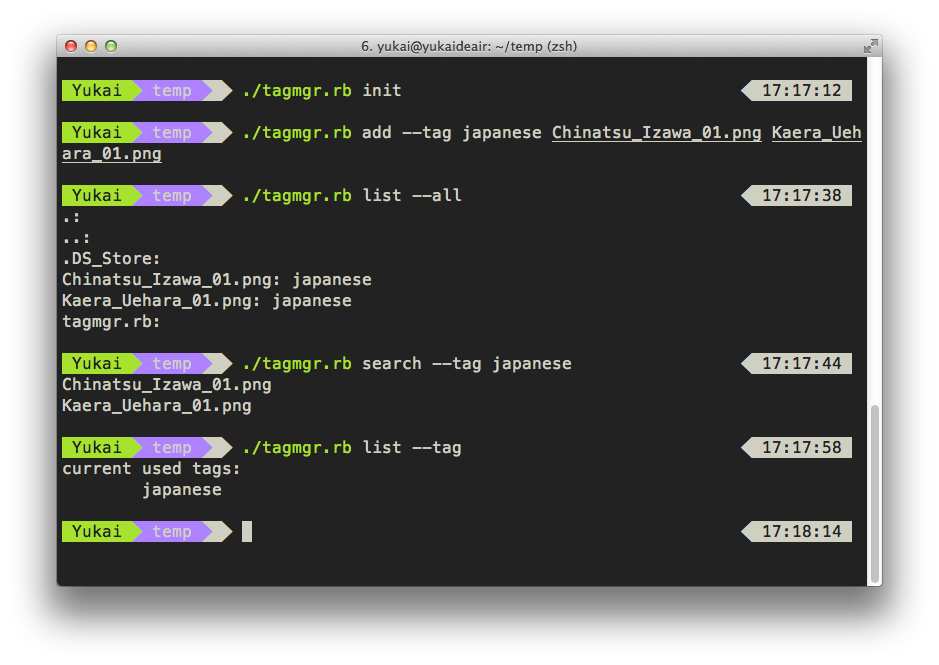 6. yukai@yukaideair: ~/temp (zsh)
Yukai temp ./tagmgr.rb init 17:17:12
Yukai temp ./tagmgr.rb add --tag japanese Chinatsu_Izawa_01.png Kaera_Ueh
ara_01.png
Yukai temp ./tagmgr.rb list --all 17:17:38
.:
..:
.DS_Store:
Chinatsu_Izawa_01.png: japanese
Kaera_Uehara_01.png: japanese
tagmgr.rb:
Yukai temp ./tagmgr.rb search --tag japanese 17:17:44
Chinatsu_Izawa_01.png
Kaera_Uehara_01.png
Yukai temp ./tagmgr.rb list --tag 17:17:58
current used tags:
japanese
Yukai temp 17:18:14